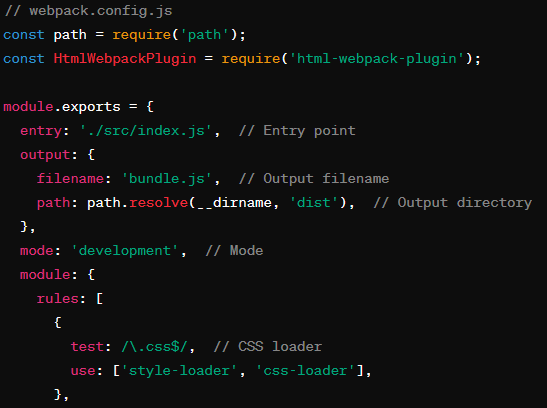 // webpack.config.js
const path = require('path');
const HtmlWebpackPlugin = require('html-webpack-plugin');
module.exports = {
entry: './src/index.js',  // Entry point
output: {
filename: 'bundle.js',  // Output filename
path: path.resolve(__dirname, 'dist'),  // Output directory
},
mode: 'development',  // Mode
module: {
rules: [
{
test: /\.css$/,  // CSS loader
use: ['style-loader', 'css-loader'],
},